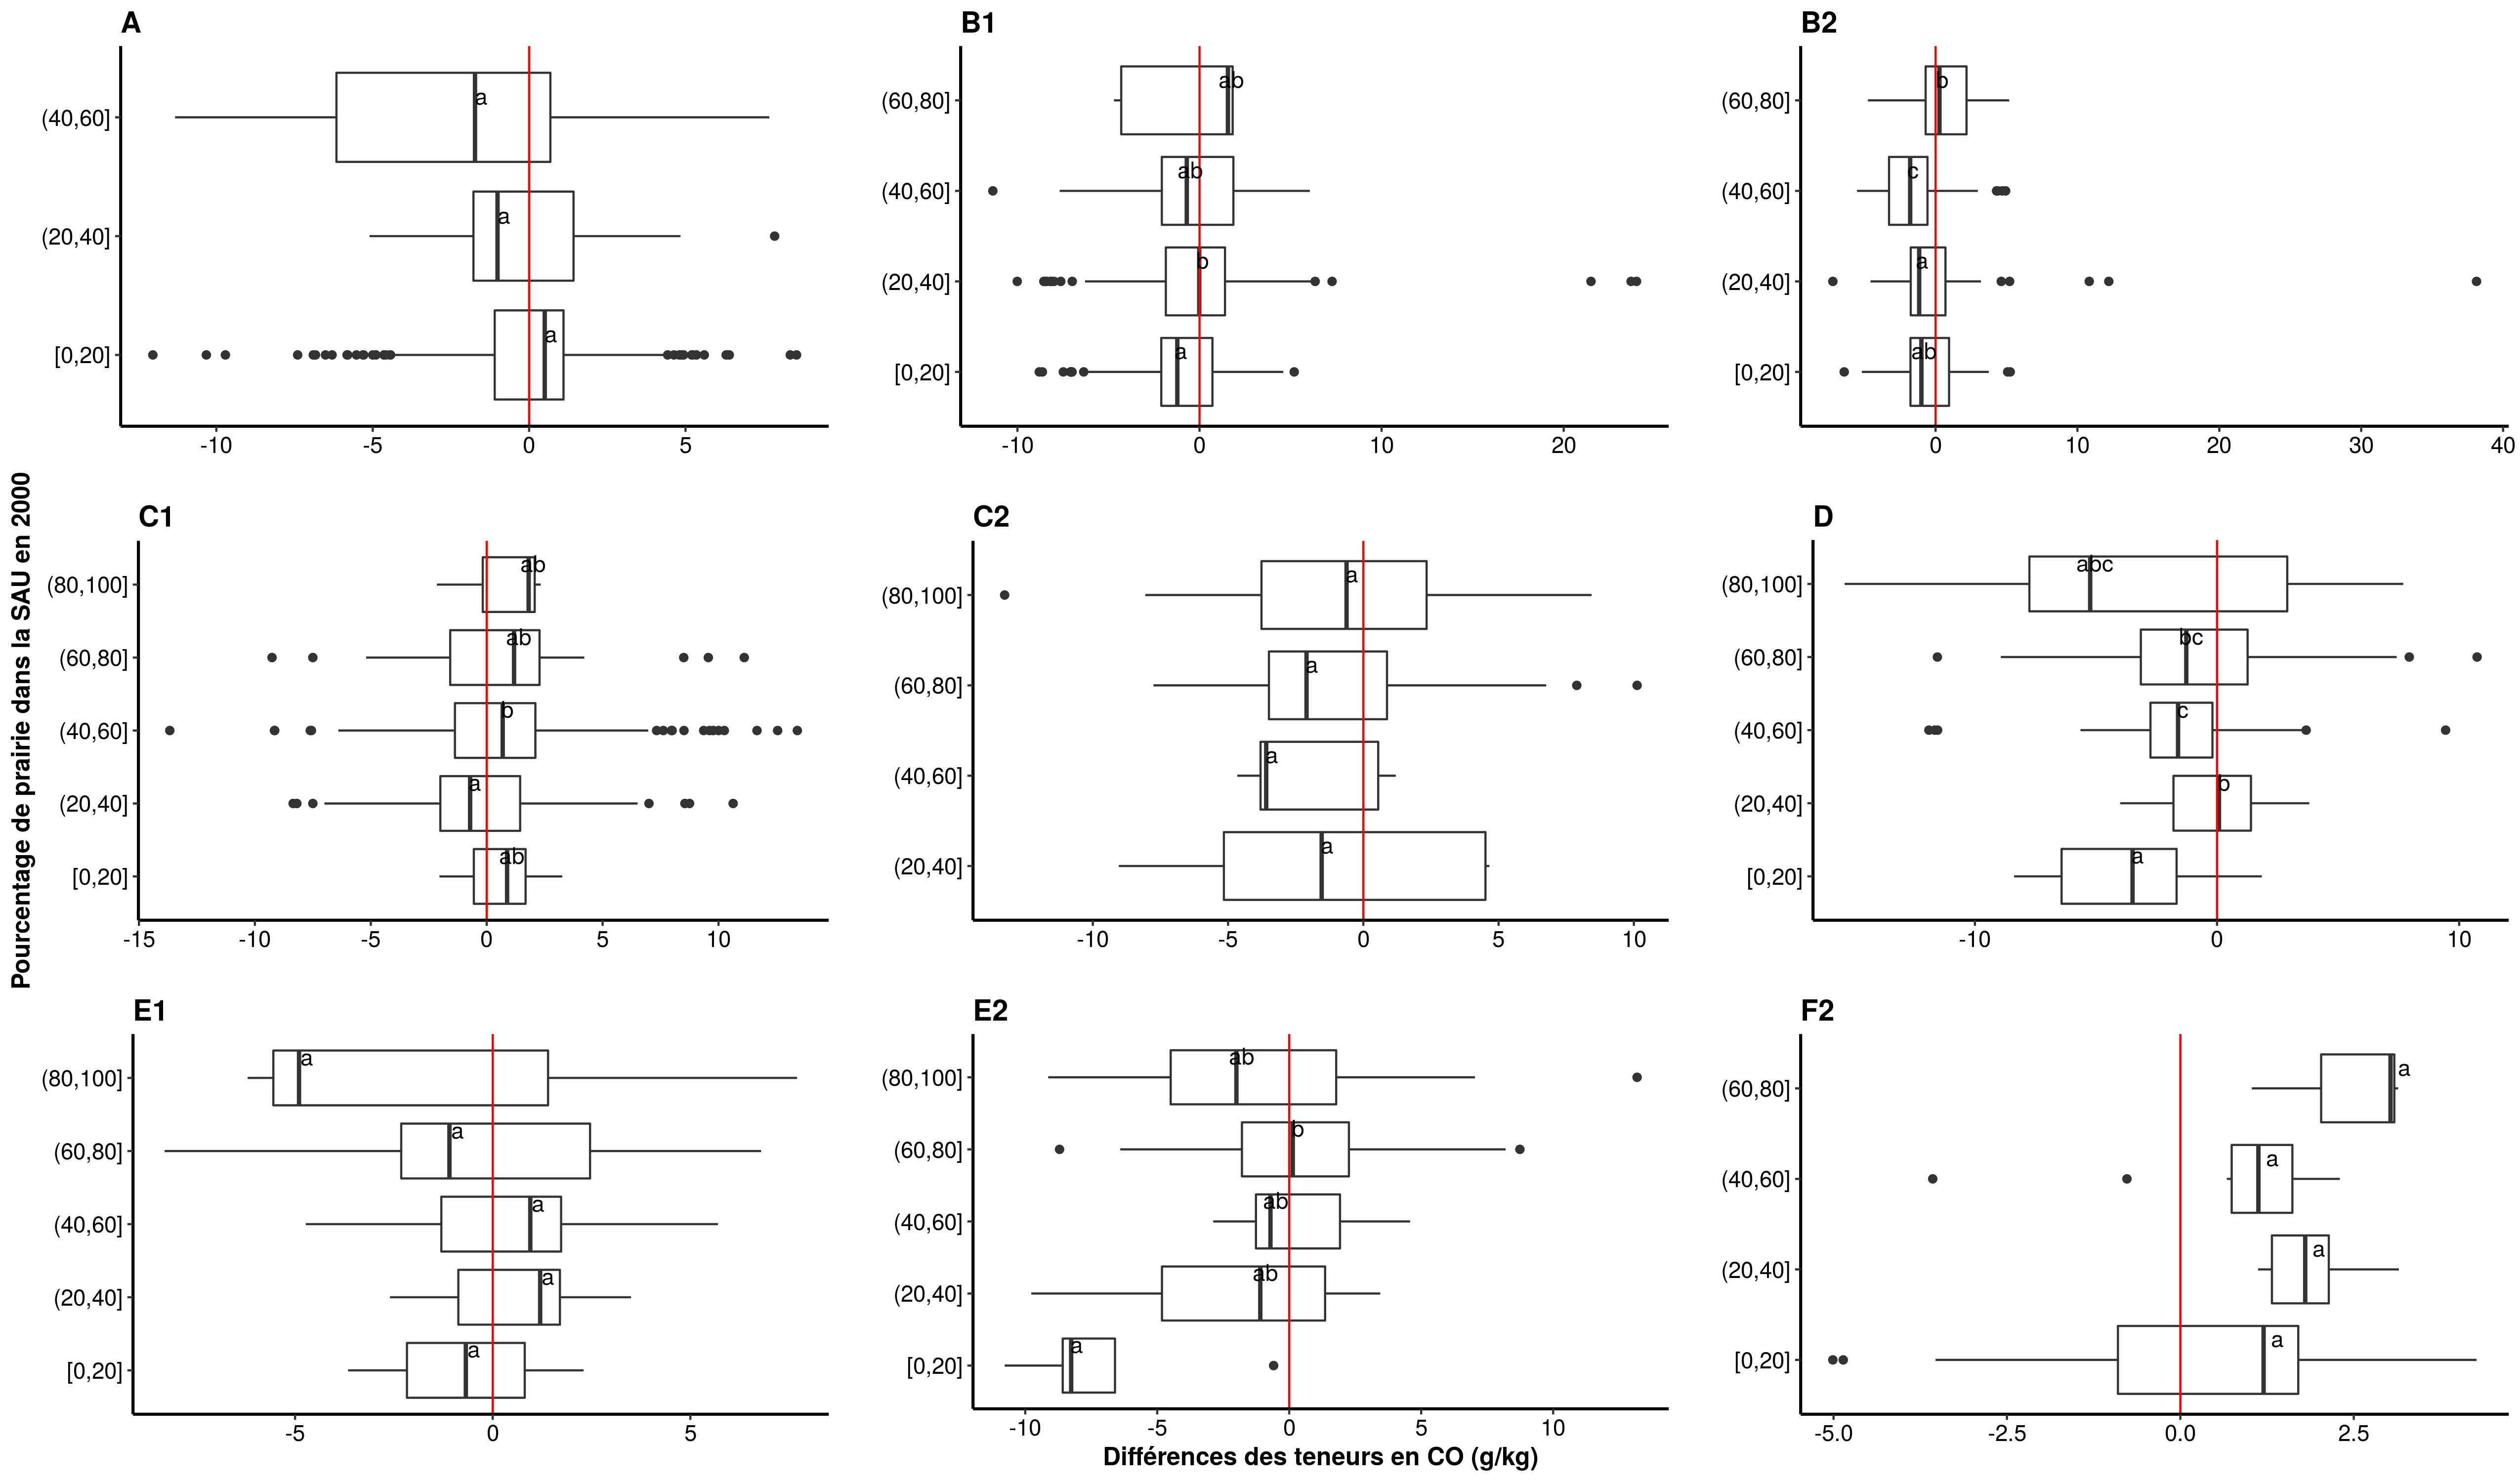 A
(40,60]
a
(20,40]
a
[0,20]
a
-10 -5 0 5
B1
(60,80]
ab
(40,60]
ab
(20,40]
b
[0,20]
a
-10 0 10 20
B2
(60,80]
b
(40,60]
c
(20,40]
a
[0,20]
ab
0 10 20 30 40
Pourcentage de prairie dans la SAU en 2000
C1
(80,100]
ab
(60,80]
ab
(40,60]
b
(20,40]
a
[0,20]
ab
-15 -10 -5 0 5 10
C2
(80,100]
a
(60,80]
a
(40,60]
a
(20,40]
a
-10 -5 0 5 10
D
(80,100]
abc
(60,80]
bc
(40,60]
c
(20,40]
b
[0,20]
a
-10 0 10
E1
(80,100]
a
(60,80]
a
(40,60]
a
(20,40]
a
[0,20]
a
-5 0 5
E2
(80,100]
ab
(60,80]
b
(40,60]
ab
(20,40]
ab
[0,20]
a
-10 -5 0 5 10
F2
(60,80]
a
(40,60]
a
(20,40]
a
[0,20]
a
-5.0 -2.5 0.0 2.5
Différences des teneurs en CO (g/kg)